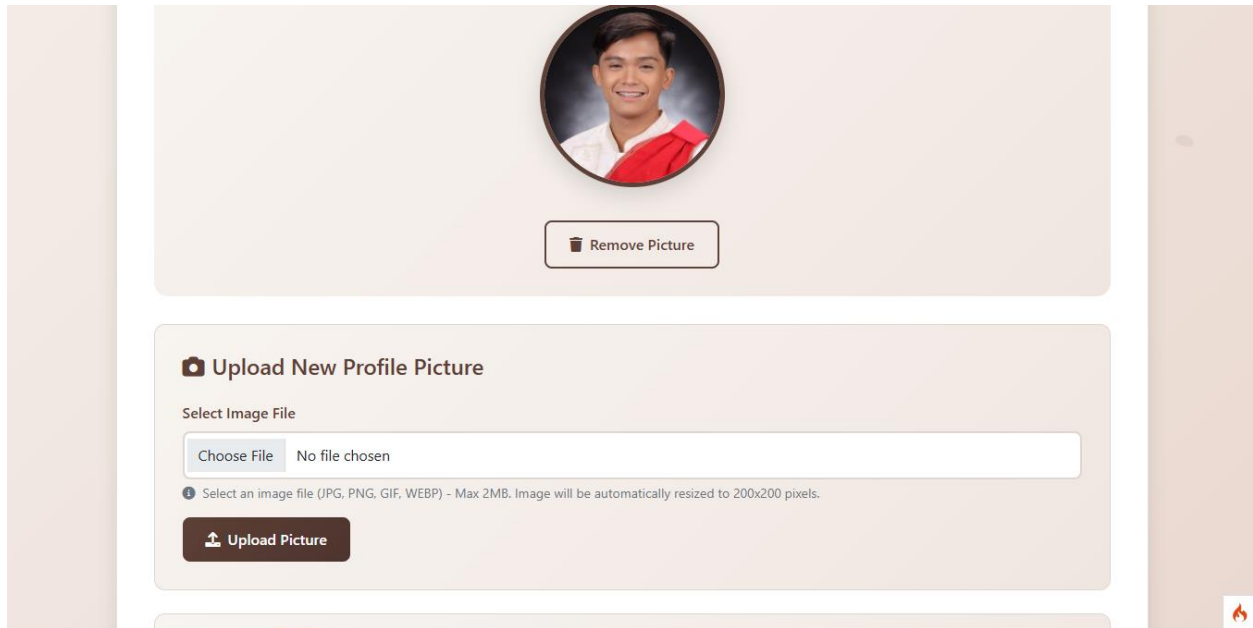 Remove Picture
Upload New Profile Picture
Select Image File
Choose File No file chosen
Select an image file (JPG, PNG, GIF, WEBP) - Max 2MB. Image will be automatically resized to 200x200 pixels.
Upload Picture